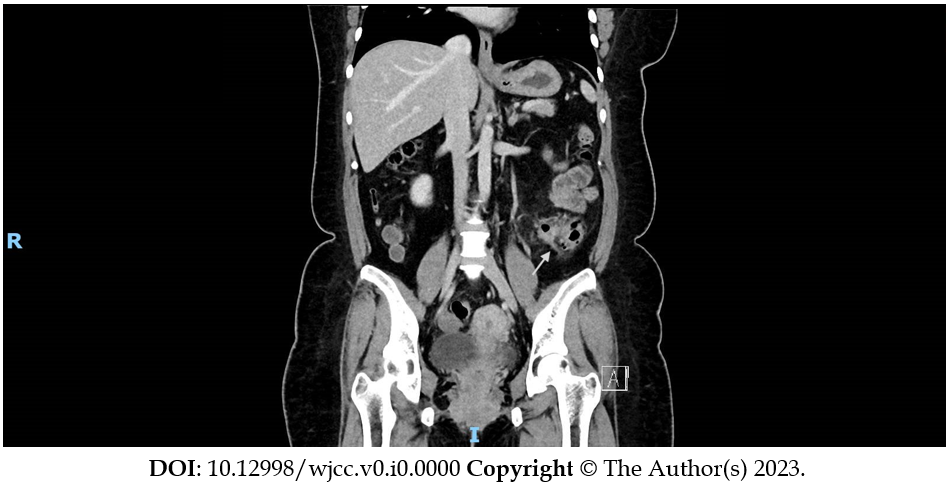 R
A
I
DOI: 10.12998/wjcc.v0.i0.0000 Copyright © The Author(s) 2023.